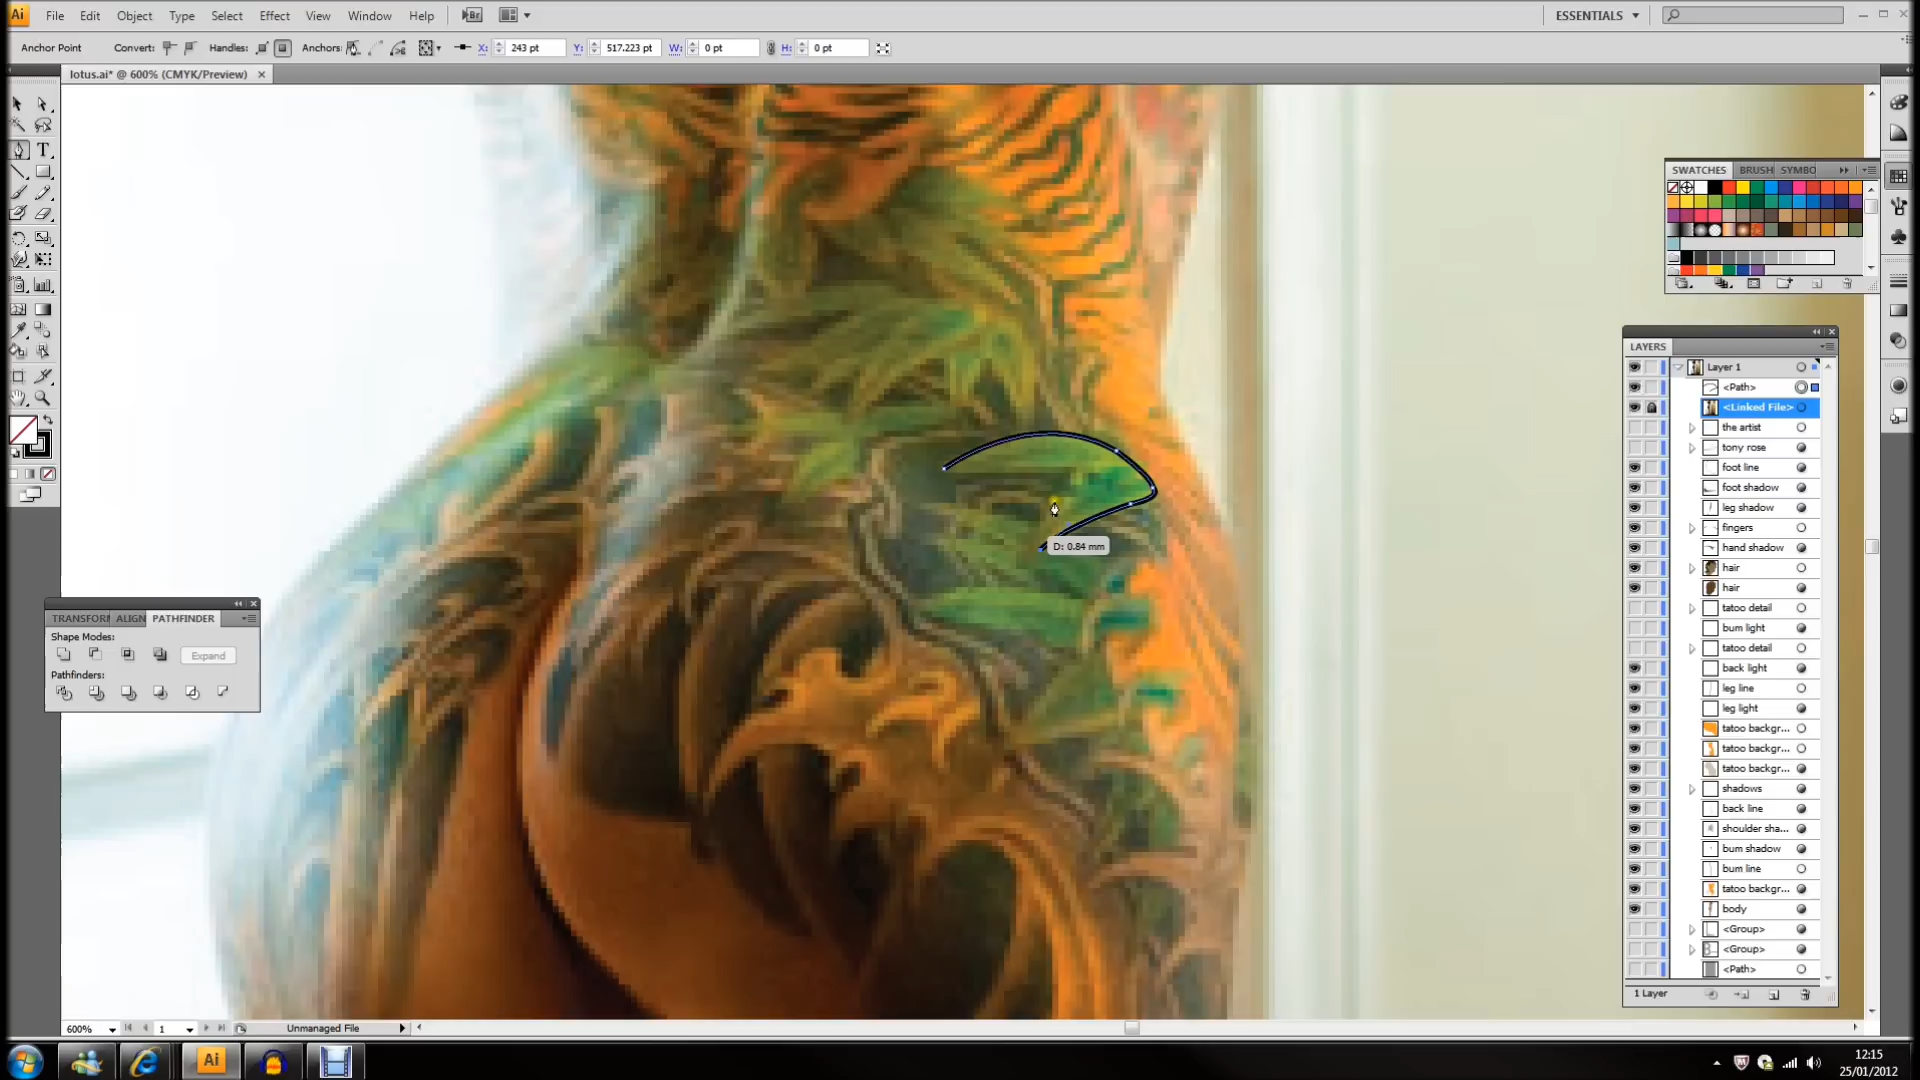 Ai File Edit Object Type Select Effect View Window Help Br ESSENTIALS
Anchor Point Convert: Handles: Anchors: X: 243 pt Y: 517.223 pt W: 0 pt H: 0 pt
lotus.ai* @ 600% (CMYK/Preview)
SWATCHES BRUSH SYMBO
LAYERS
Layer 1
<Path>
<Linked File>
the artist
tony rose
foot line
foot shadow
leg shadow
fingers
hand shadow
hair
hair
tatoo detail
bum light
tatoo detail
back light
leg line
leg light
tatoo backgr...
tatoo backgr...
tatoo backgr...
shadows
back line
shoulder sha...
bum shadow
bum line
tatoo backgr...
body
<Group>
<Group>
<Path>
1 Layer
D: 0.84 mm
TRANSFORM ALIGN PATHFINDER
Shape Modes:
Expand
Pathfinders:
600% 1 Unmanaged File
Ai
12:15
25/01/2012